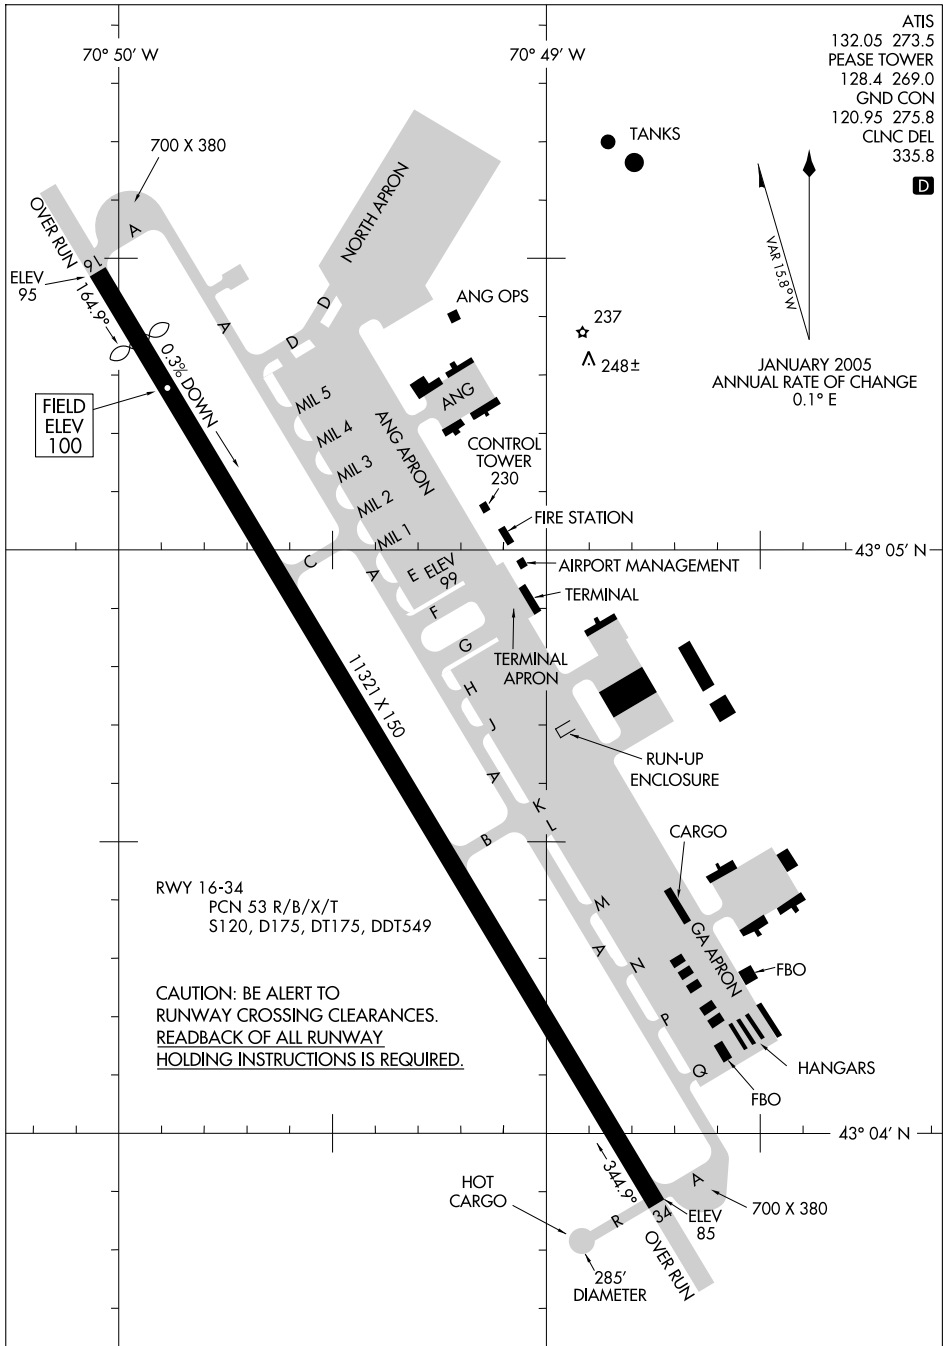 ATIS
132.05 273.5
PEASE TOWER
128.4 269.0
GND CON
120.95 275.8
CLNC DEL
335.8
D
70° 50' W
70° 49' W
700 X 380
TANKS
NORTH APRON
OVER RUN
A
16
ELEV
95
164.9°
VAR 15.8° W
ANG OPS
D
D
A
237
248±
0.3% DOWN
JANUARY 2005
ANNUAL RATE OF CHANGE
0.1° E
FIELD
ELEV
100
MIL 5
MIL 4
MIL 3
MIL 2
MIL 1
ANG APRON
ANG
CONTROL
TOWER
230
FIRE STATION
43° 05' N
C
A
E
ELEV
99
AIRPORT MANAGEMENT
TERMINAL
F
G
H
J
TERMINAL
APRON
11321 X 150
RUN-UP
ENCLOSURE
A
K
L
B
CARGO
RWY 16-34
PCN 53 R/B/X/T
S120, D175, DT175, DDT549
M
A
N
GA APRON
FBO
CAUTION: BE ALERT TO
RUNWAY CROSSING CLEARANCES.
READBACK OF ALL RUNWAY
HOLDING INSTRUCTIONS IS REQUIRED.
P
Q
HANGARS
FBO
43° 04' N
344.9°
HOT
CARGO
A
700 X 380
R
34
ELEV
85
OVER RUN
285'
DIAMETER